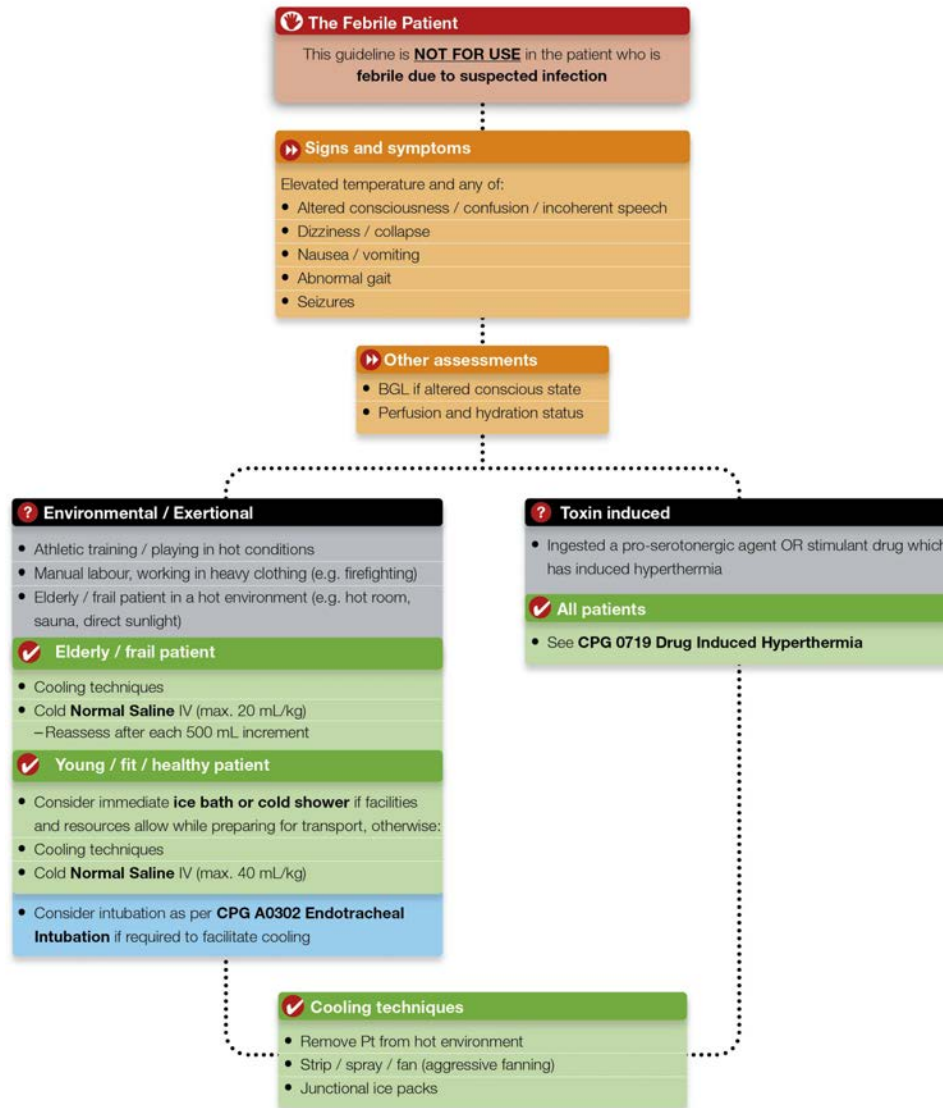 The Febrile Patient
This guideline is NOT FOR USE in the patient who is
febrile due to suspected infection
Signs and symptoms
Elevated temperature and any of:
• Altered consciousness / confusion / incoherent speech
• Dizziness / collapse
• Nausea / vomiting
• Abnormal gait
• Seizures
Other assessments
• BGL if altered conscious state
• Perfusion and hydration status
? Environmental / Exertional
• Athletic training / playing in hot conditions
• Manual labour, working in heavy clothing (e.g. firefighting)
• Elderly / frail patient in a hot environment (e.g. hot room,
sauna, direct sunlight)
Elderly / frail patient
• Cooling techniques
• Cold Normal Saline IV (max. 20 mL/kg)
–Reassess after each 500 mL increment
Young / fit / healthy patient
• Consider immediate ice bath or cold shower if facilities
and resources allow while preparing for transport, otherwise:
• Cooling techniques
• Cold Normal Saline IV (max. 40 mL/kg)
• Consider intubation as per CPG A0302 Endotracheal
Intubation if required to facilitate cooling
? Toxin induced
• Ingested a pro-serotonergic agent OR stimulant drug which
has induced hyperthermia
All patients
• See CPG 0719 Drug Induced Hyperthermia
Cooling techniques
• Remove Pt from hot environment
• Strip / spray / fan (aggressive fanning)
• Junctional ice packs